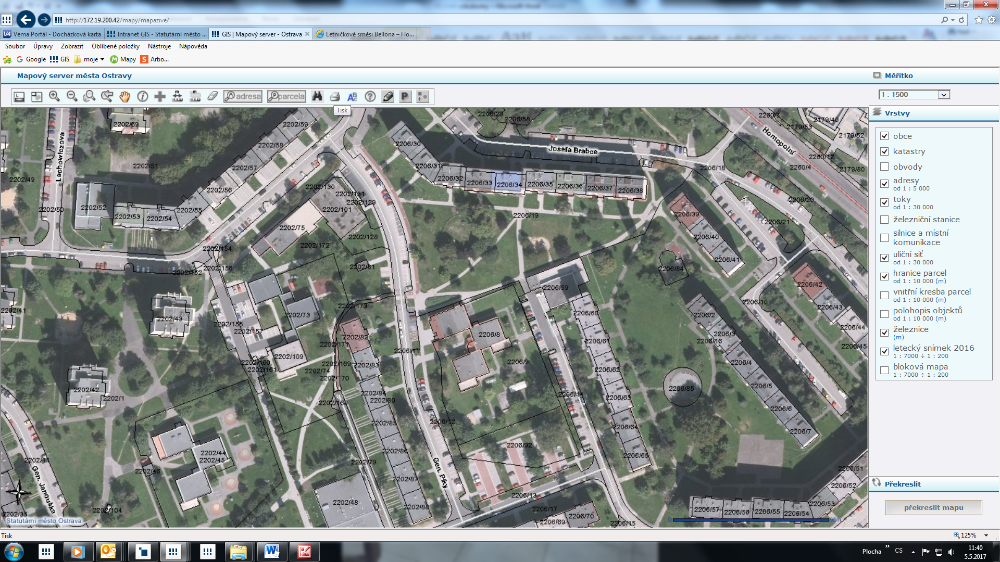 http://172.19.200.42/mapy/mapazive/
Vema Portál - Docházková karta
Intranet GIS - Statutární město ...
GIS | Mapový server - Ostrava
Letničkové směsi Bellona – Flo...
Soubor Úpravy Zobrazit Oblíbené položky Nástroje Nápověda
Google GIS moje Mapy Arbo...
Mapový server města Ostravy
Měřítko
adresa parcela
1 : 1500
Tisk
Vrstvy
obce
katastry
obvody
adresy
od 1 : 5 000
toky
od 1 : 30 000
železniční stanice
silnice a místní
komunikace
uliční síť
od 1 : 30 000
hranice parcel
od 1 : 10 000 (m)
vnitřní kresba parcel
od 1 : 10 000 (m)
polohopis objektů
od 1 : 10 000 (m)
železnice
(m)
letecký snímek 2016
1 : 7000 ÷ 1 : 200
bloková mapa
1 : 7000 ÷ 1 : 200
Překreslit
překreslit mapu
2202/69
2202/59
2206/58
2260/7
2179/40
2179/53
2179/52
Lechowiczova
Josefa Brabce
Hornopolní
2202/58
2206/30
2260/12
2202/51
2202/57
2206/31
2206/18
2260/4
2179/80
2202/49
2202/56
2202/130
2206/32
2206/33
2206/34
2206/35
2206/36
2206/37
2206/38
2202/131
2202/129
2206/20
2202/50
2202/52
2202/53
2202/54
2202/55
2202/101
2206/19
2206/39
2206/21
2202/75
2202/128
2206/40
2202/172
2202/154
2206/41
2202/156
2202/81
2206/84
2206/59
2206/42
2202/41
2202/43
2202/73
2202/173
2206/10
2206/43
2206/60
2206/2
2202/155
2202/157
2206/8
2206/3
2206/44
2202/82
2206/61
2206/16
2202/171
2206/11
2206/45
2202/109
2206/9
2206/4
2202/160
2202/161
2202/169
2202/83
2202/74
2206/62
2202/170
2202/42
2202/1
2206/85
2206/5
2202/84
2206/14
2202/90
2202/168
2206/63
2206/6
2202/85
2206/12
2206/64
2206/7
2206/92
2202/86
2202/44
2202/45
2202/11
2202/79
2206/65
2202/46
Gen. Janouška
Gen. Píky
2202/87
2206/51
2206/52
2206/13
2202/48
2202/88
2206/17
2206/53
2202/104
2206/57
2206/56
2206/55
2206/54
2202/35
2206/70
2206/69
2206/15
Statutární město Ostrava
Tisk
125%
Plocha
CS
11:40
5.5.2017